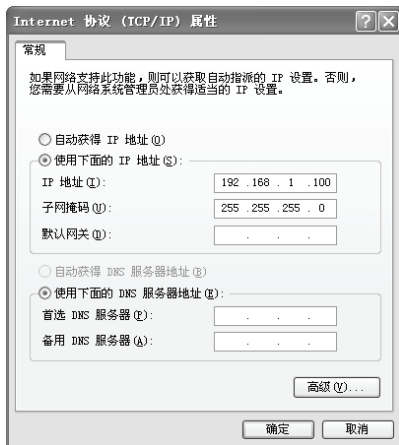 Internet 协议 (TCP/IP) 属性
常规
如果网络支持此功能，则可以获取自动指派的 IP 设置。否则，
您需要从网络系统管理员处获得适当的 IP 设置。
自动获得 IP 地址(O)
使用下面的 IP 地址(S):
IP 地址(I): 192 .168 . 1 .100
子网掩码(U): 255 .255 .255 . 0
默认网关(D): . . .
自动获得 DNS 服务器地址(B)
使用下面的 DNS 服务器地址(E):
首选 DNS 服务器(P): . . .
备用 DNS 服务器(A): . . .
高级(V)...
确定 取消